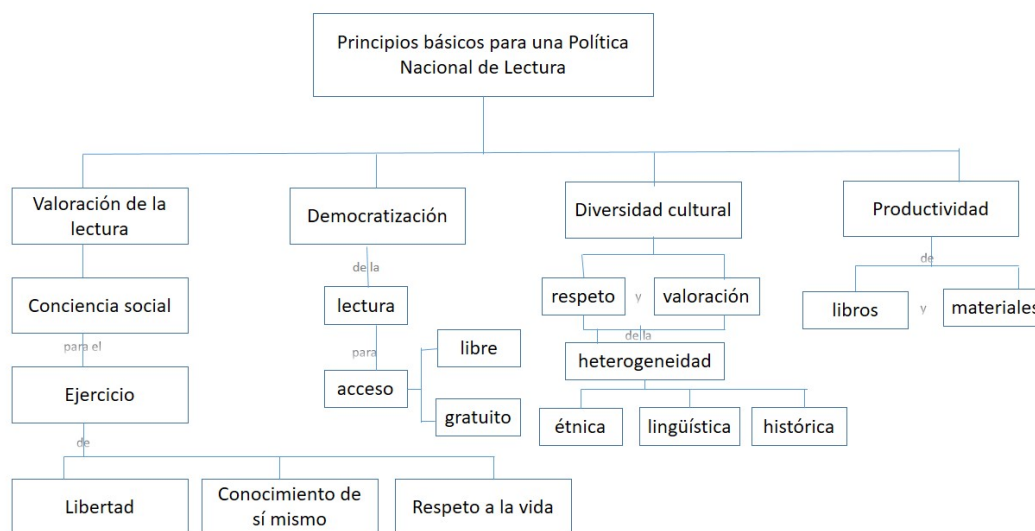 Principios básicos para una Política
Nacional de Lectura
Valoración de la
lectura
Democratización
Diversidad cultural
Productividad
de la
de
Conciencia social
lectura
respeto
y
valoración
libros
y
materiales
para el
para
de la
libre
heterogeneidad
Ejercicio
acceso
gratuito
étnica
lingüística
histórica
de
Libertad
Conocimiento de
sí mismo
Respeto a la vida